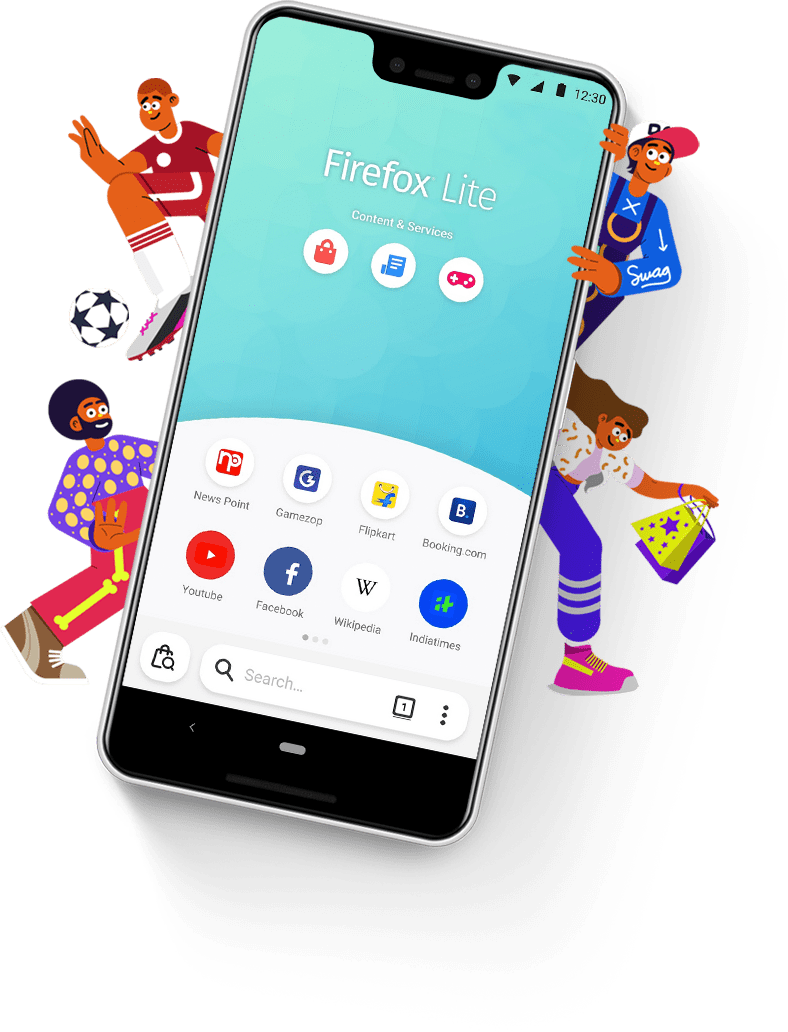 12:30
Firefox Lite
Content & Services
Swag
News Point
Gamezop
Flipkart
Booking.com
Youtube
Facebook
Wikipedia
Indiatimes
Search...
1
np
G
B.
f
W